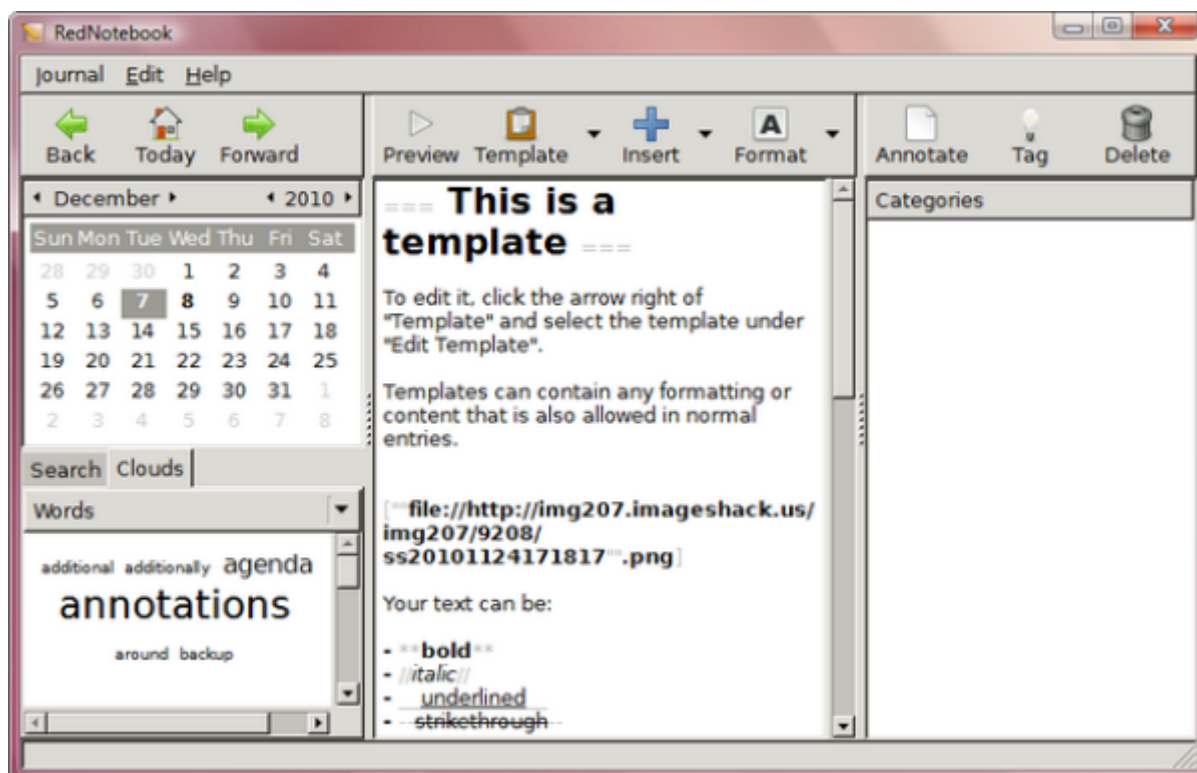 RedNotebook
Journal Edit Help
Back Today Forward
Preview Template Insert Format
Annotate Tag Delete
December 2010
Sun Mon Tue Wed Thu Fri Sat
28 29 30 1 2 3 4
5 6 7 8 9 10 11
12 13 14 15 16 17 18
19 20 21 22 23 24 25
26 27 28 29 30 31 1
2 3 4 5 6 7 8
Search Clouds
Words
additional additionally agenda
annotations
around backup
=== This is a
template ===
To edit it, click the arrow right of
"Template" and select the template under
"Edit Template".
Templates can contain any formatting or
content that is also allowed in normal
entries.
[""file://http://img207.imageshack.us/
img207/9208/
ss20101124171817"".png]
Your text can be:
- **bold**
- //italic//
- __underlined__
- --strikethrough--
Categories